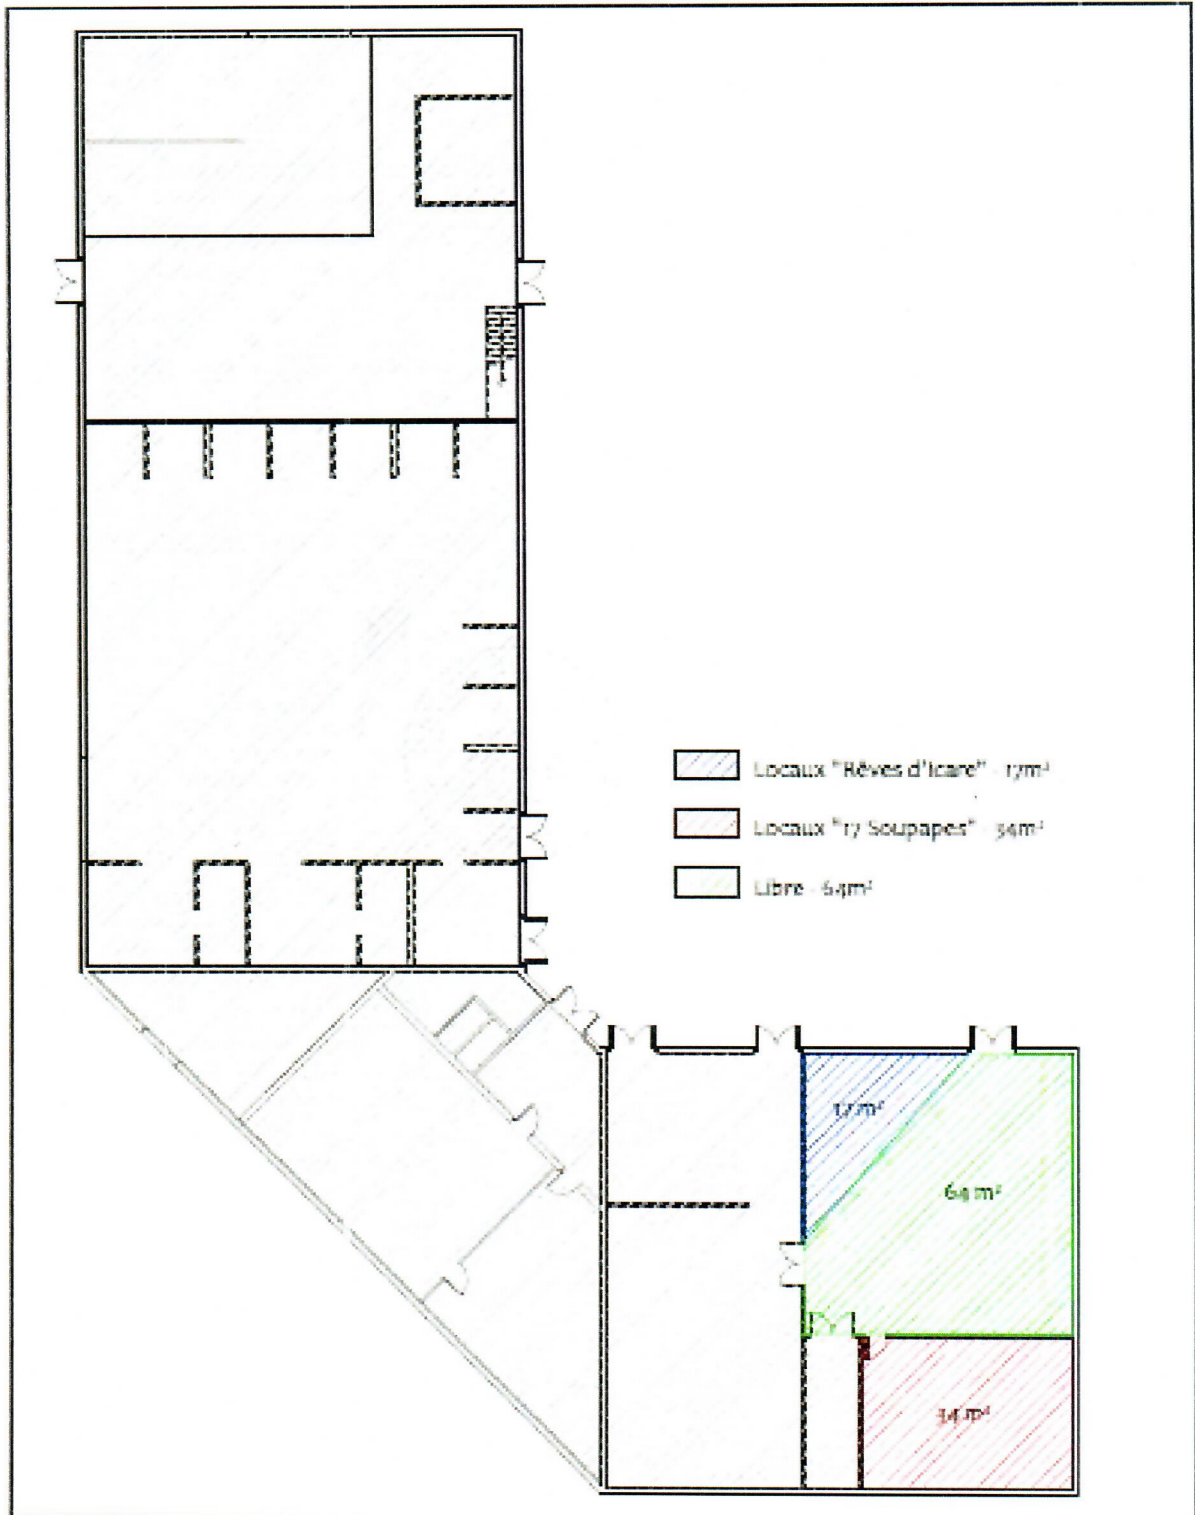 Locaux "Rêves d'Icare" - 17m²
Locaux "17 Soupapes" - 34m²
Libre - 64m²
17m²
64 m²
34 m²